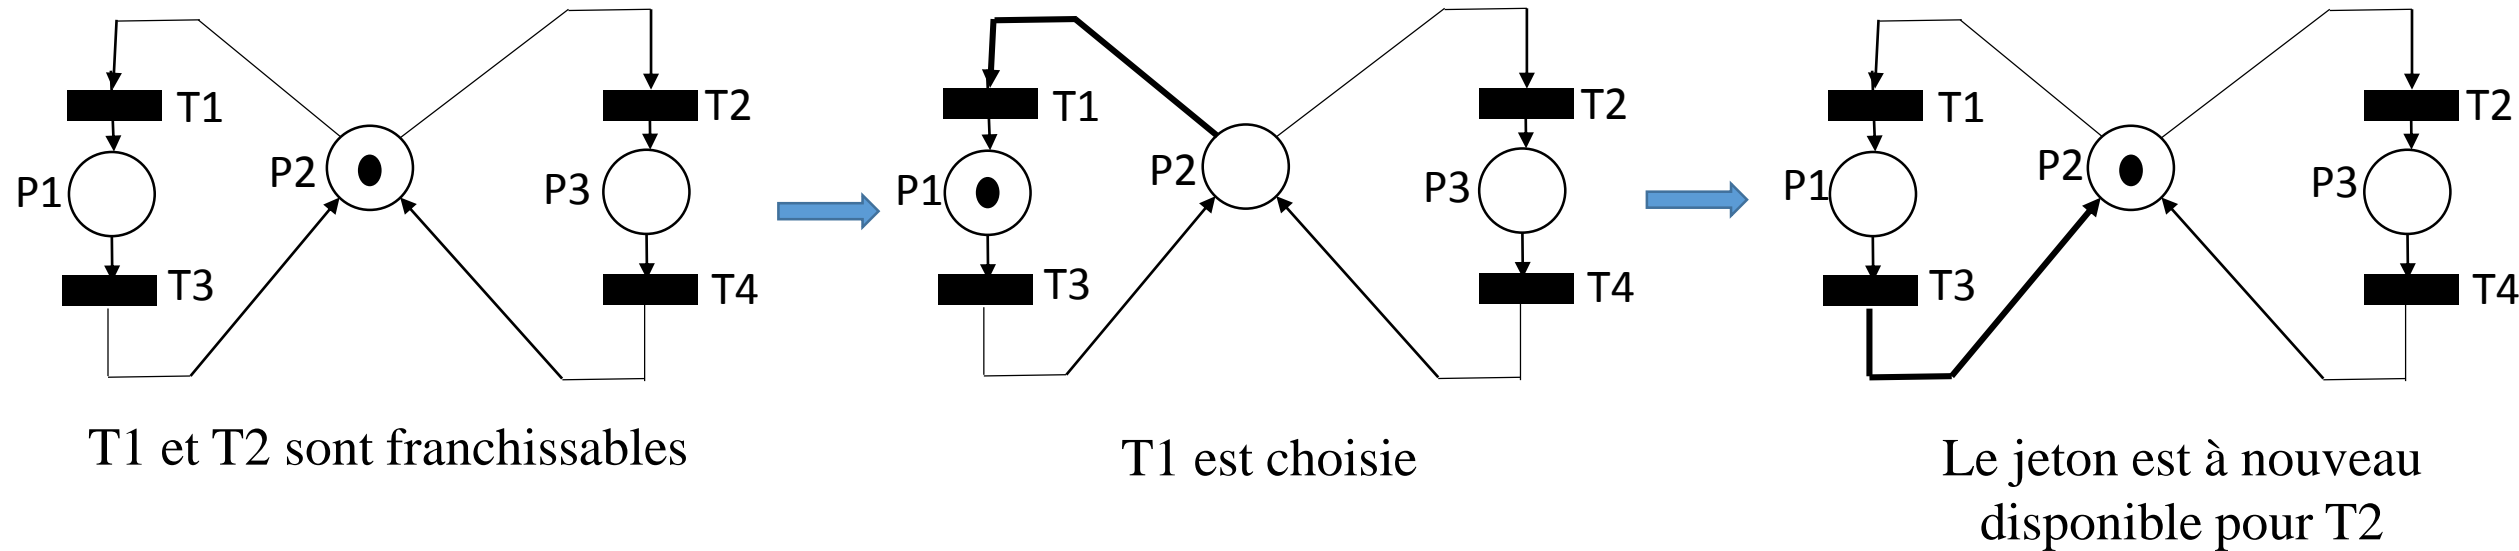 T1
T2
P2
P1
P3
T3
T4
T1 et T2 sont franchissables
T1
T2
P2
P1
P3
T3
T4
T1 est choisie
T1
T2
P2
P1
P3
T3
T4
Le jeton est à nouveau
disponible pour T2